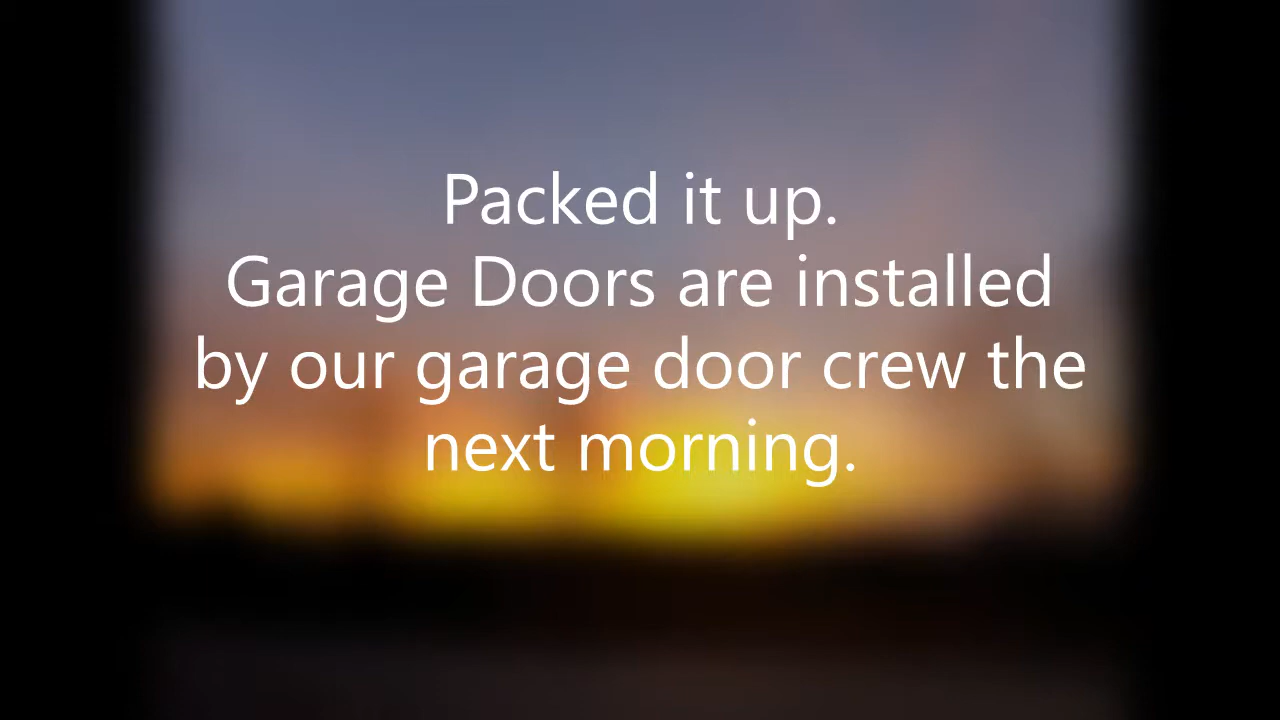 Packed it up.
Garage Doors are installed
by our garage door crew the
next morning.